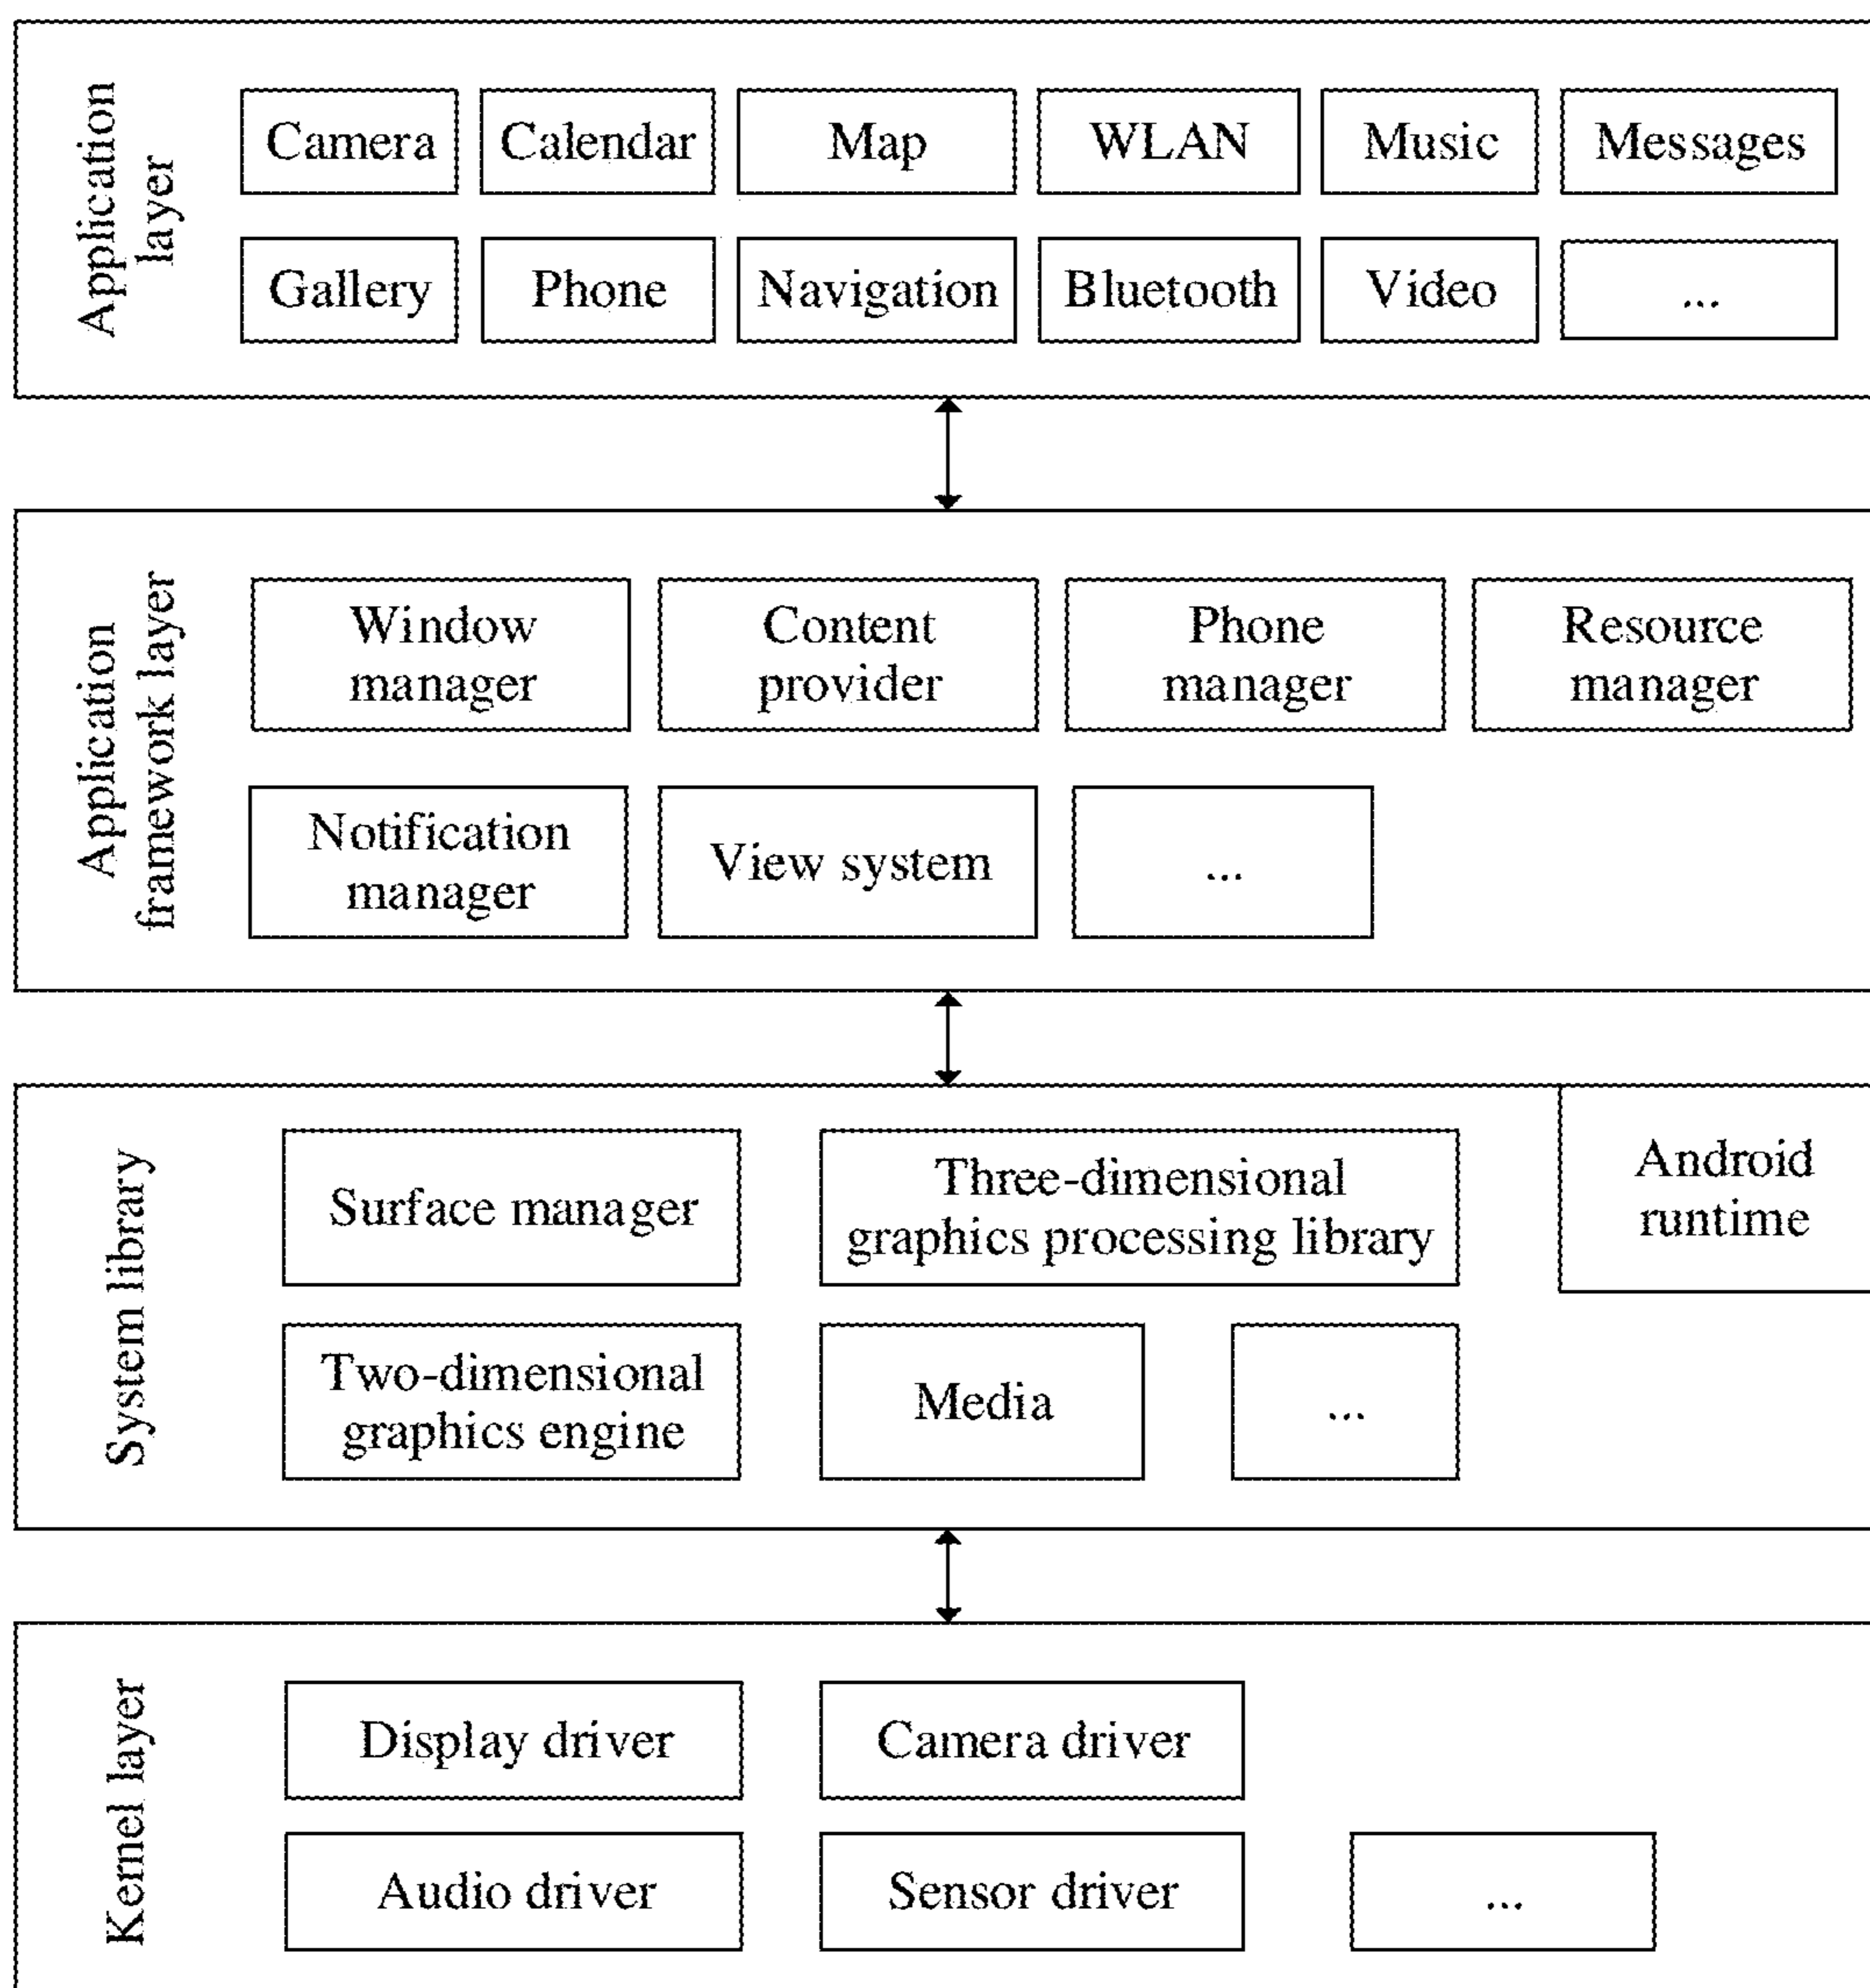 Application
layer
Camera
Calendar
Map
WLAN
Music
Messages
Gallery
Phone
Navigation
Bluetooth
Video
...
Application
framework layer
Window
manager
Content
provider
Phone
manager
Resource
manager
Notification
manager
View system
...
System library
Surface manager
Three-dimensional
graphics processing library
Android
runtime
Two-dimensional
graphics engine
Media
...
Kernel layer
Display driver
Camera driver
Audio driver
Sensor driver
...